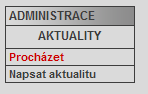 ADMINISTRACE
AKTUALITY
Procházet
Napsat aktualitu